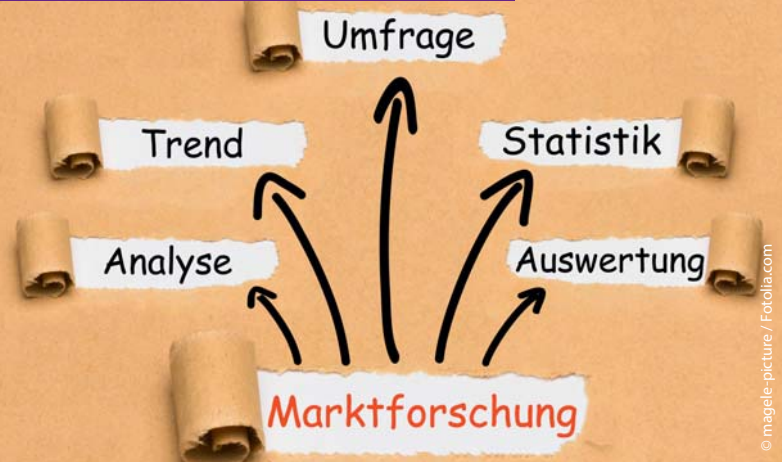 Umfrage
Trend
Statistik
Analyse
Auswertung
Marktforschung
© magele-picture / Fotolia.com